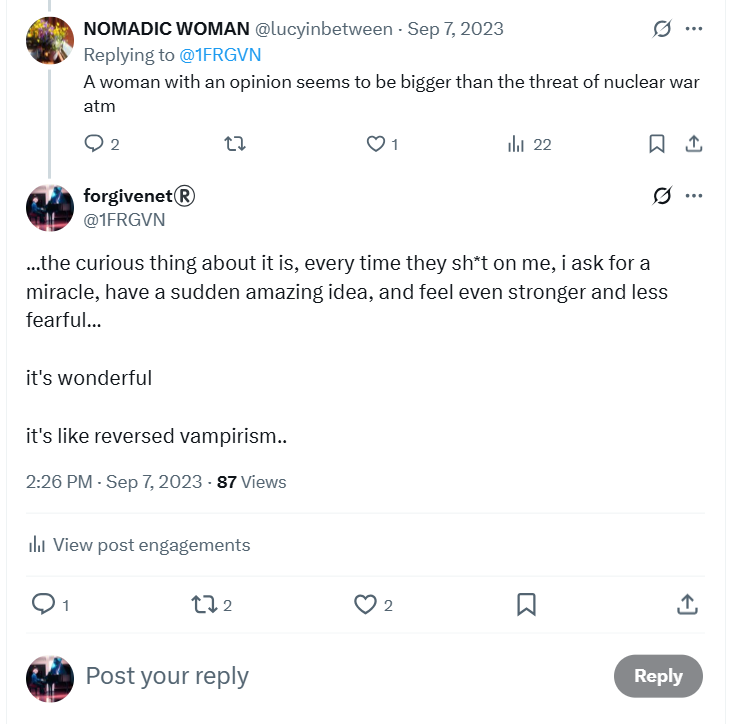 NOMADIC WOMAN @lucyinbetween · Sep 7, 2023
Replying to @1FRGVN
A woman with an opinion seems to be bigger than the threat of nuclear war
atm
2 1 22
forgivenet®
@1FRGVN
...the curious thing about it is, every time they sh*t on me, i ask for a
miracle, have a sudden amazing idea, and feel even stronger and less
fearful...
it's wonderful
it's like reversed vampirism..
2:26 PM · Sep 7, 2023 · 87 Views
View post engagements
1 2 2
Post your reply
Reply